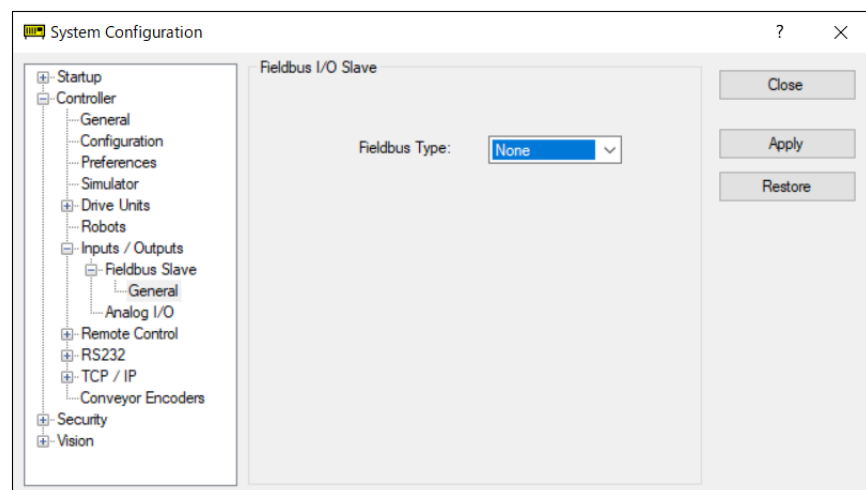 System Configuration
?
Startup
Controller
General
Configuration
Preferences
Simulator
Drive Units
Robots
Inputs / Outputs
Fieldbus Slave
General
Analog I/O
Remote Control
RS232
TCP / IP
Conveyor Encoders
Security
Vision
Fieldbus I/O Slave
Fieldbus Type:
None
Close
Apply
Restore